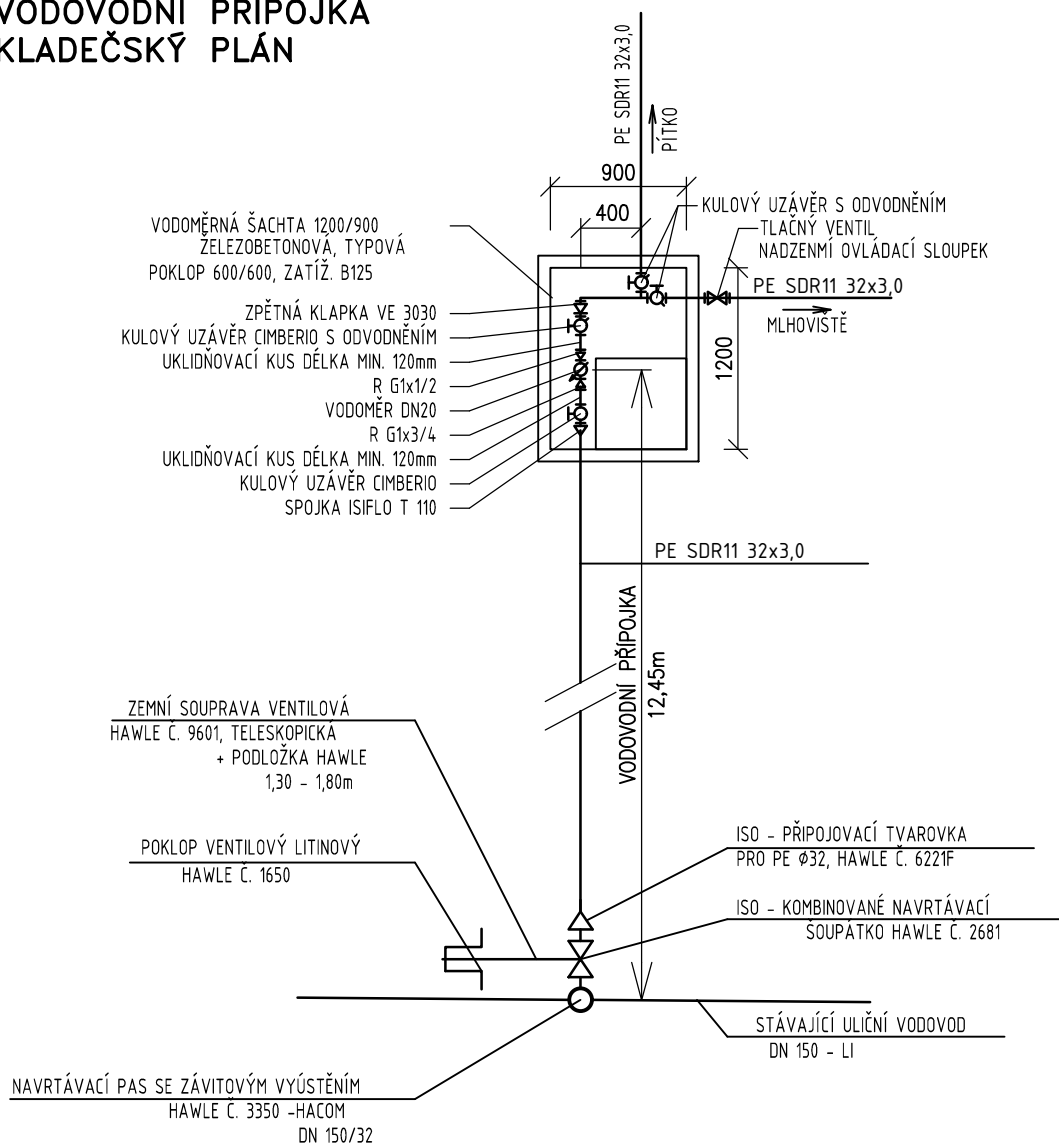 VODOVODNÍ PŘÍPOJKA
KLADEČSKÝ PLÁN
PE SDR11 32x3,0
PÍTKO
900
400
VODOMĚRNÁ ŠACHTA 1200/900
ŽELEZOBETONOVÁ, TYPOVÁ
POKLOP 600/600, ZATÍŽ. B125
KULOVÝ UZÁVĚR S ODVODNĚNÍM
TLAČNÝ VENTIL
NADZENMÍ OVLÁDACÍ SLOUPEK
PE SDR11 32x3,0
MLHOVIŠTĚ
1200
ZPĚTNÁ KLAPKA VE 3030
KULOVÝ UZÁVĚR CIMBERIO S ODVODNĚNÍM
UKLIDŇOVACÍ KUS DÉLKA MIN. 120mm
R G1x1/2
VODOMĚR DN20
R G1x3/4
UKLIDŇOVACÍ KUS DÉLKA MIN. 120mm
KULOVÝ UZÁVĚR CIMBERIO
SPOJKA ISIFLO T 110
PE SDR11 32x3,0
VODOVODNÍ PŘÍPOJKA
12,45m
ZEMNÍ SOUPRAVA VENTILOVÁ
HAWLE Č. 9601, TELESKOPICKÁ
+ PODLOŽKA HAWLE
1,30 - 1,80m
POKLOP VENTILOVÝ LITINOVÝ
HAWLE Č. 1650
ISO - PŘIPOJOVACÍ TVAROVKA
PRO PE Ø32, HAWLE Č. 6221F
ISO - KOMBINOVANÉ NAVRTÁVACÍ
ŠOUPÁTKO HAWLE Č. 2681
STÁVAJÍCÍ ULIČNÍ VODOVOD
DN 150 - LI
NAVRTÁVACÍ PAS SE ZÁVITOVÝM VYÚSTĚNÍM
HAWLE Č. 3350 -HACOM
DN 150/32